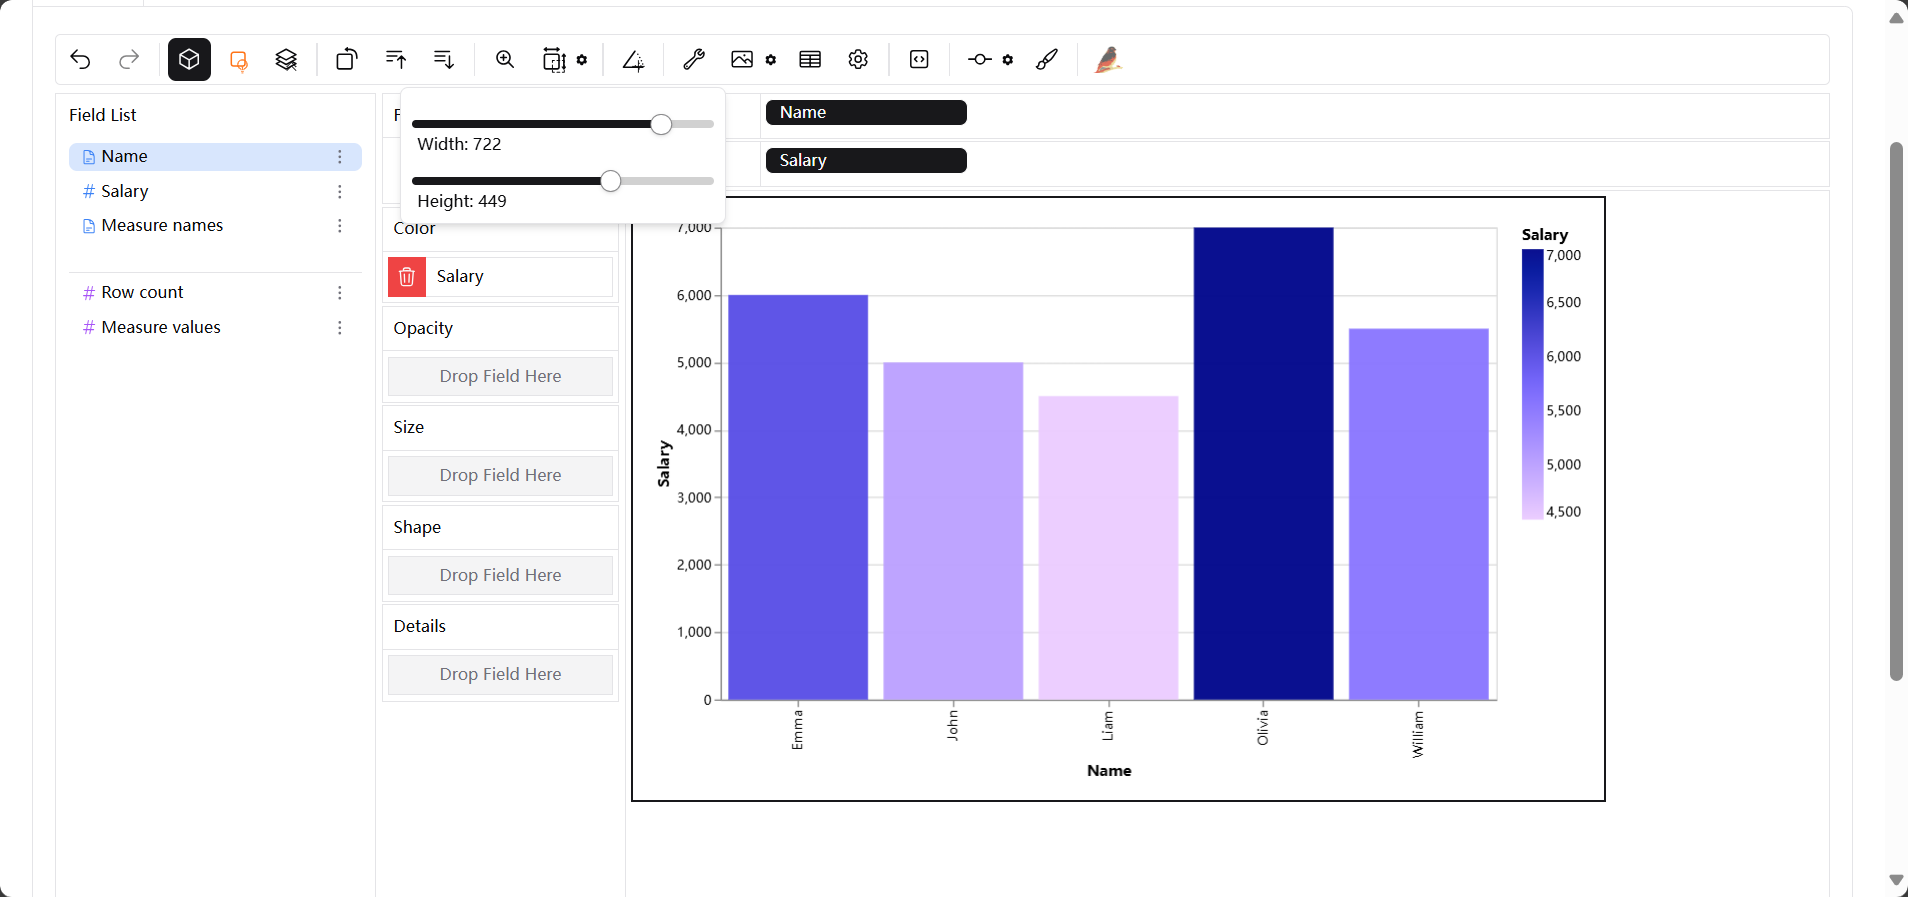 Field List
Name
Salary
Measure names
Row count
Measure values
Width: 722
Height: 449
Name
Salary
Color
Salary
Opacity
Drop Field Here
Size
Drop Field Here
Shape
Drop Field Here
Details
Drop Field Here
7,000
6,000
5,000
4,000
3,000
2,000
1,000
0
Salary
Emma
John
Liam
Olivia
William
Name
Salary
7,000
6,500
6,000
5,500
5,000
4,500